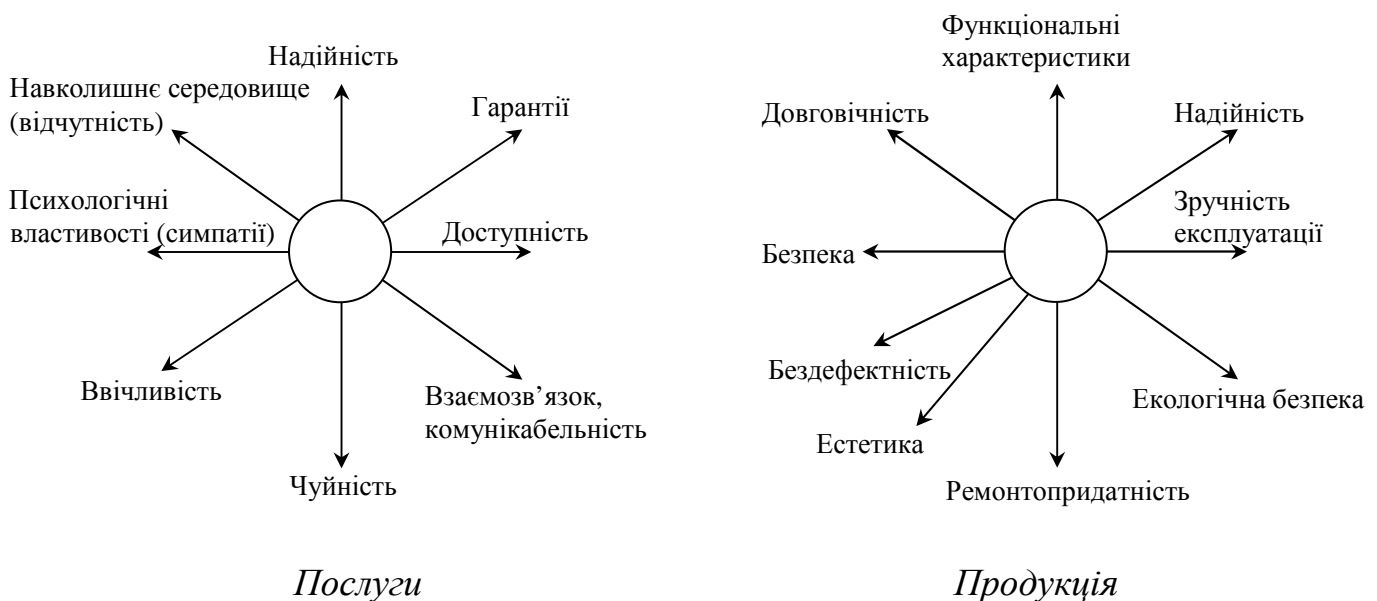 Надійність
Навколишнє середовище
(відчутність)
Гарантії
Психологічні
властивості (симпатії)
Доступність
Ввічливість
Взаємозв’язок,
комунікабельність
Чуйність
Послуги
Функціональні
характеристики
Довговічність
Надійність
Зручність
експлуатації
Безпека
Бездефектність
Екологічна безпека
Естетика
Ремонтопридатність
Продукція